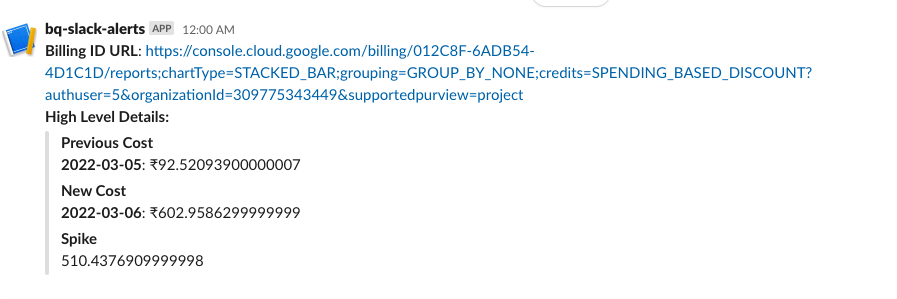 bq-slack-alerts APP 12:00 AM
Billing ID URL: https://console.cloud.google.com/billing/012C8F-6ADB54-
4D1C1D/reports;chartType=STACKED_BAR;grouping=GROUP_BY_NONE;credits=SPENDING_BASED_DISCOUNT?
authuser=5&organizationId=309775343449&supportedpurview=project
High Level Details:
Previous Cost
2022-03-05: ₹92.52093900000007
New Cost
2022-03-06: ₹602.9586299999999
Spike
510.4376909999998